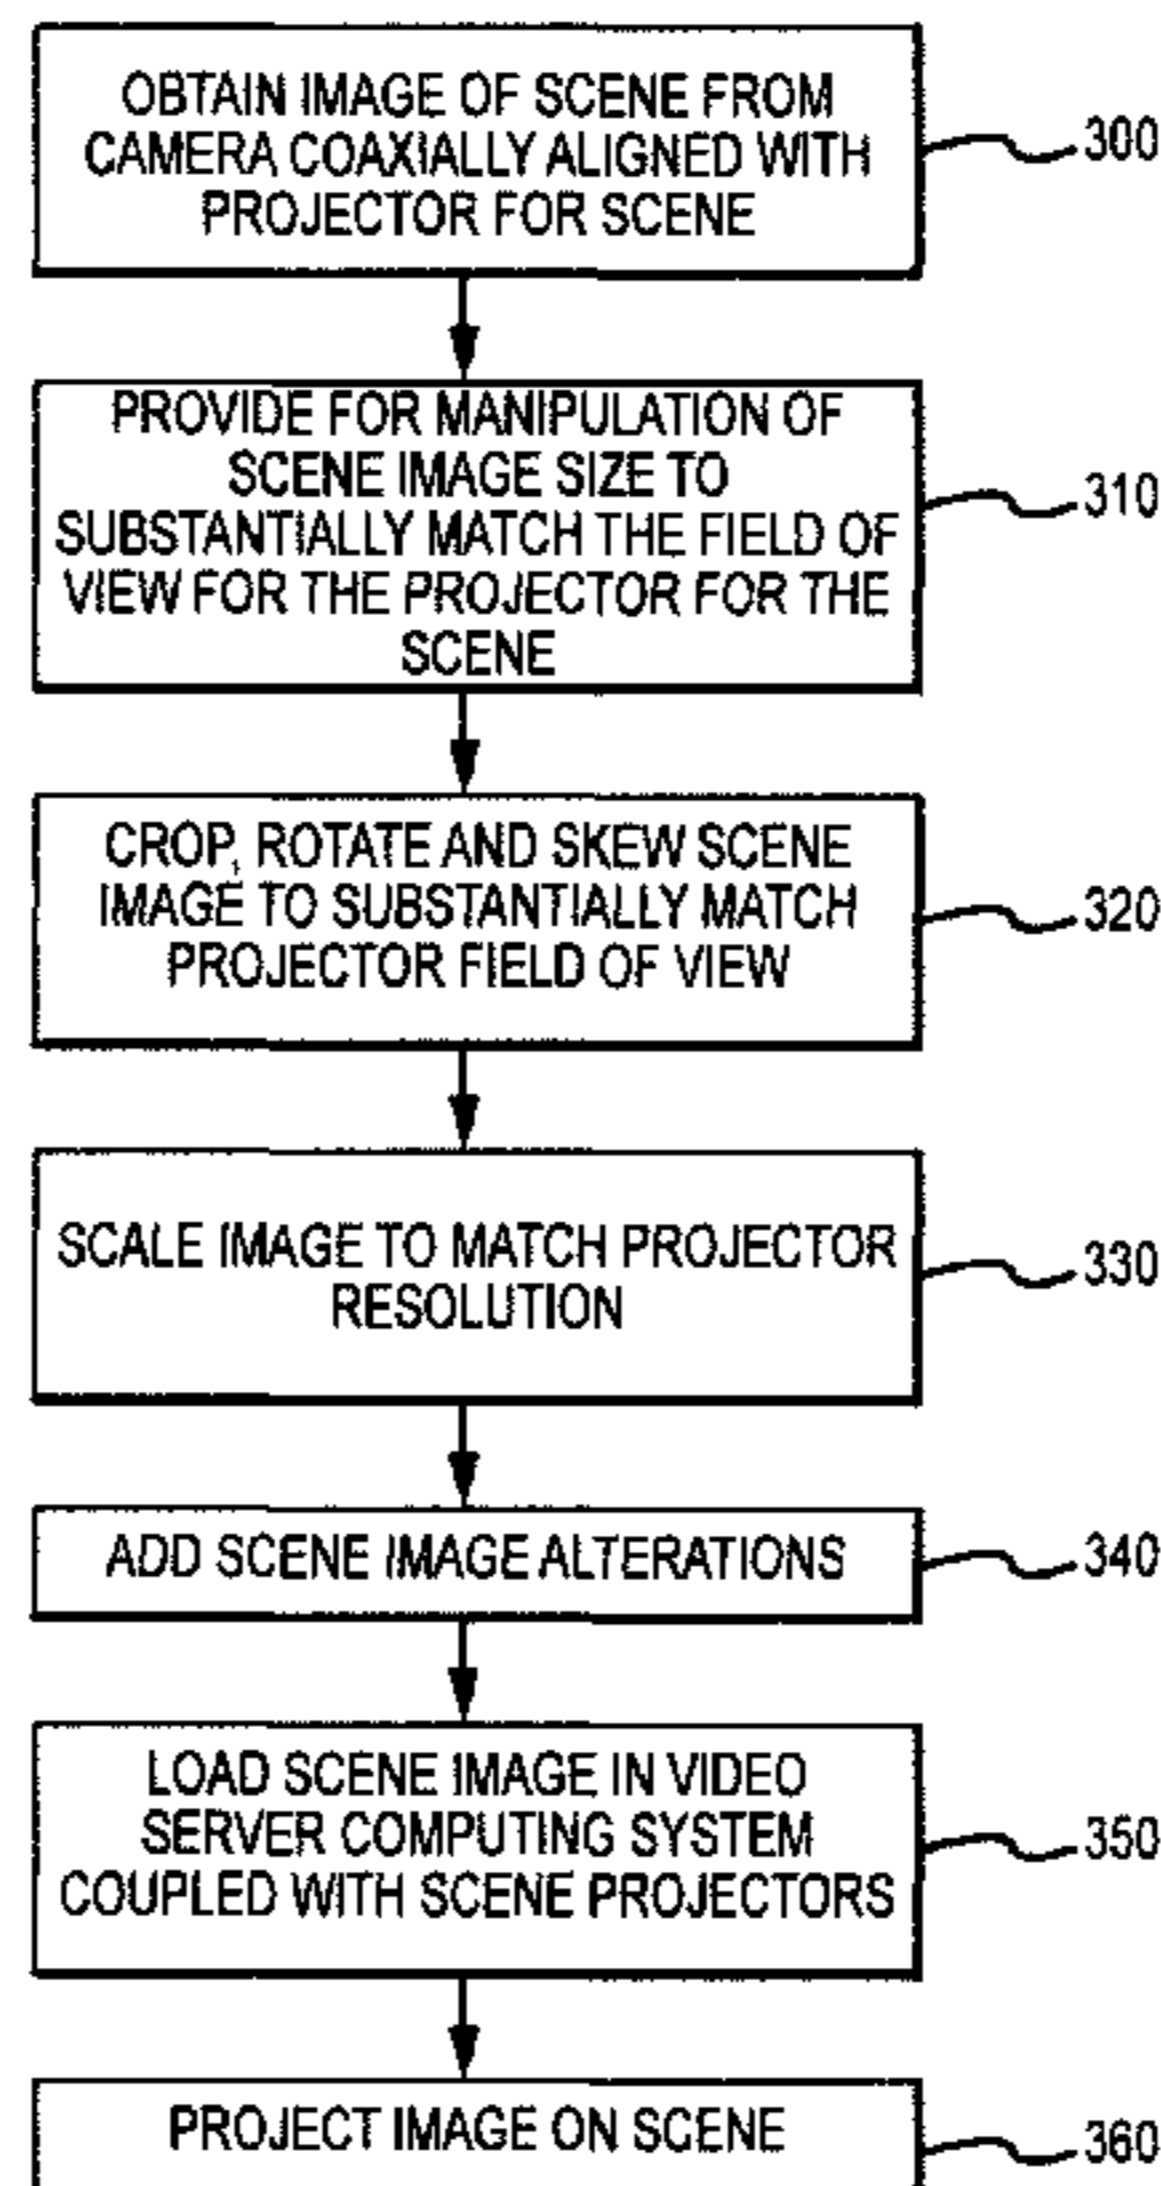 OBTAIN IMAGE OF SCENE FROM
CAMERA COAXIALLY ALIGNED WITH
PROJECTOR FOR SCENE
300
PROVIDE FOR MANIPULATION OF
SCENE IMAGE SIZE TO
SUBSTANTIALLY MATCH THE FIELD OF
VIEW FOR THE PROJECTOR FOR THE
SCENE
310
CROP, ROTATE AND SKEW SCENE
IMAGE TO SUBSTANTIALLY MATCH
PROJECTOR FIELD OF VIEW
320
SCALE IMAGE TO MATCH PROJECTOR
RESOLUTION
330
ADD SCENE IMAGE ALTERATIONS
340
LOAD SCENE IMAGE IN VIDEO
SERVER COMPUTING SYSTEM
COUPLED WITH SCENE PROJECTORS
350
PROJECT IMAGE ON SCENE
360